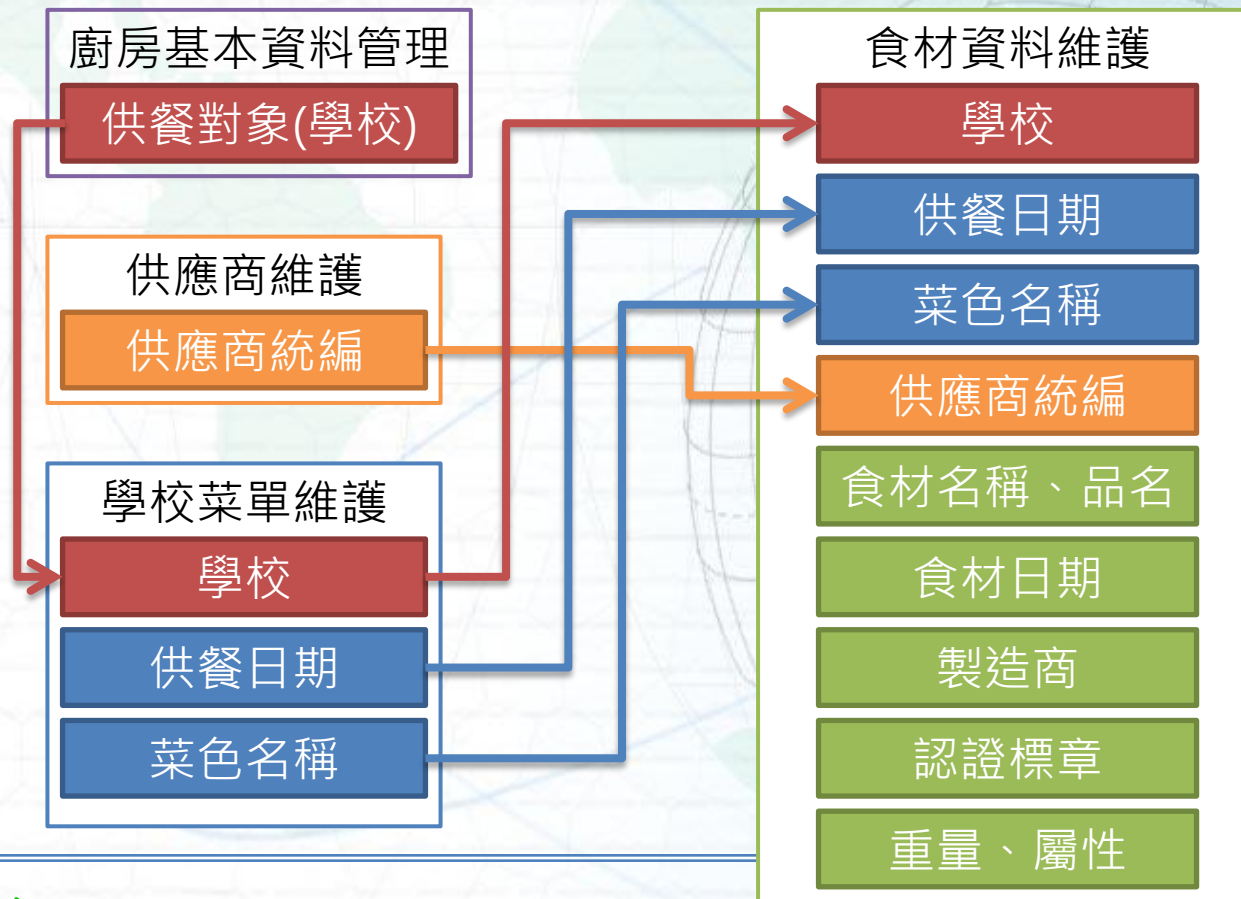 廚房基本資料管理
供餐對象(學校)
供應商維護
供應商統編
學校菜單維護
學校
供餐日期
菜色名稱
食材資料維護
學校
供餐日期
菜色名稱
供應商統編
食材名稱、品名
食材日期
製造商
認證標章
重量、屬性